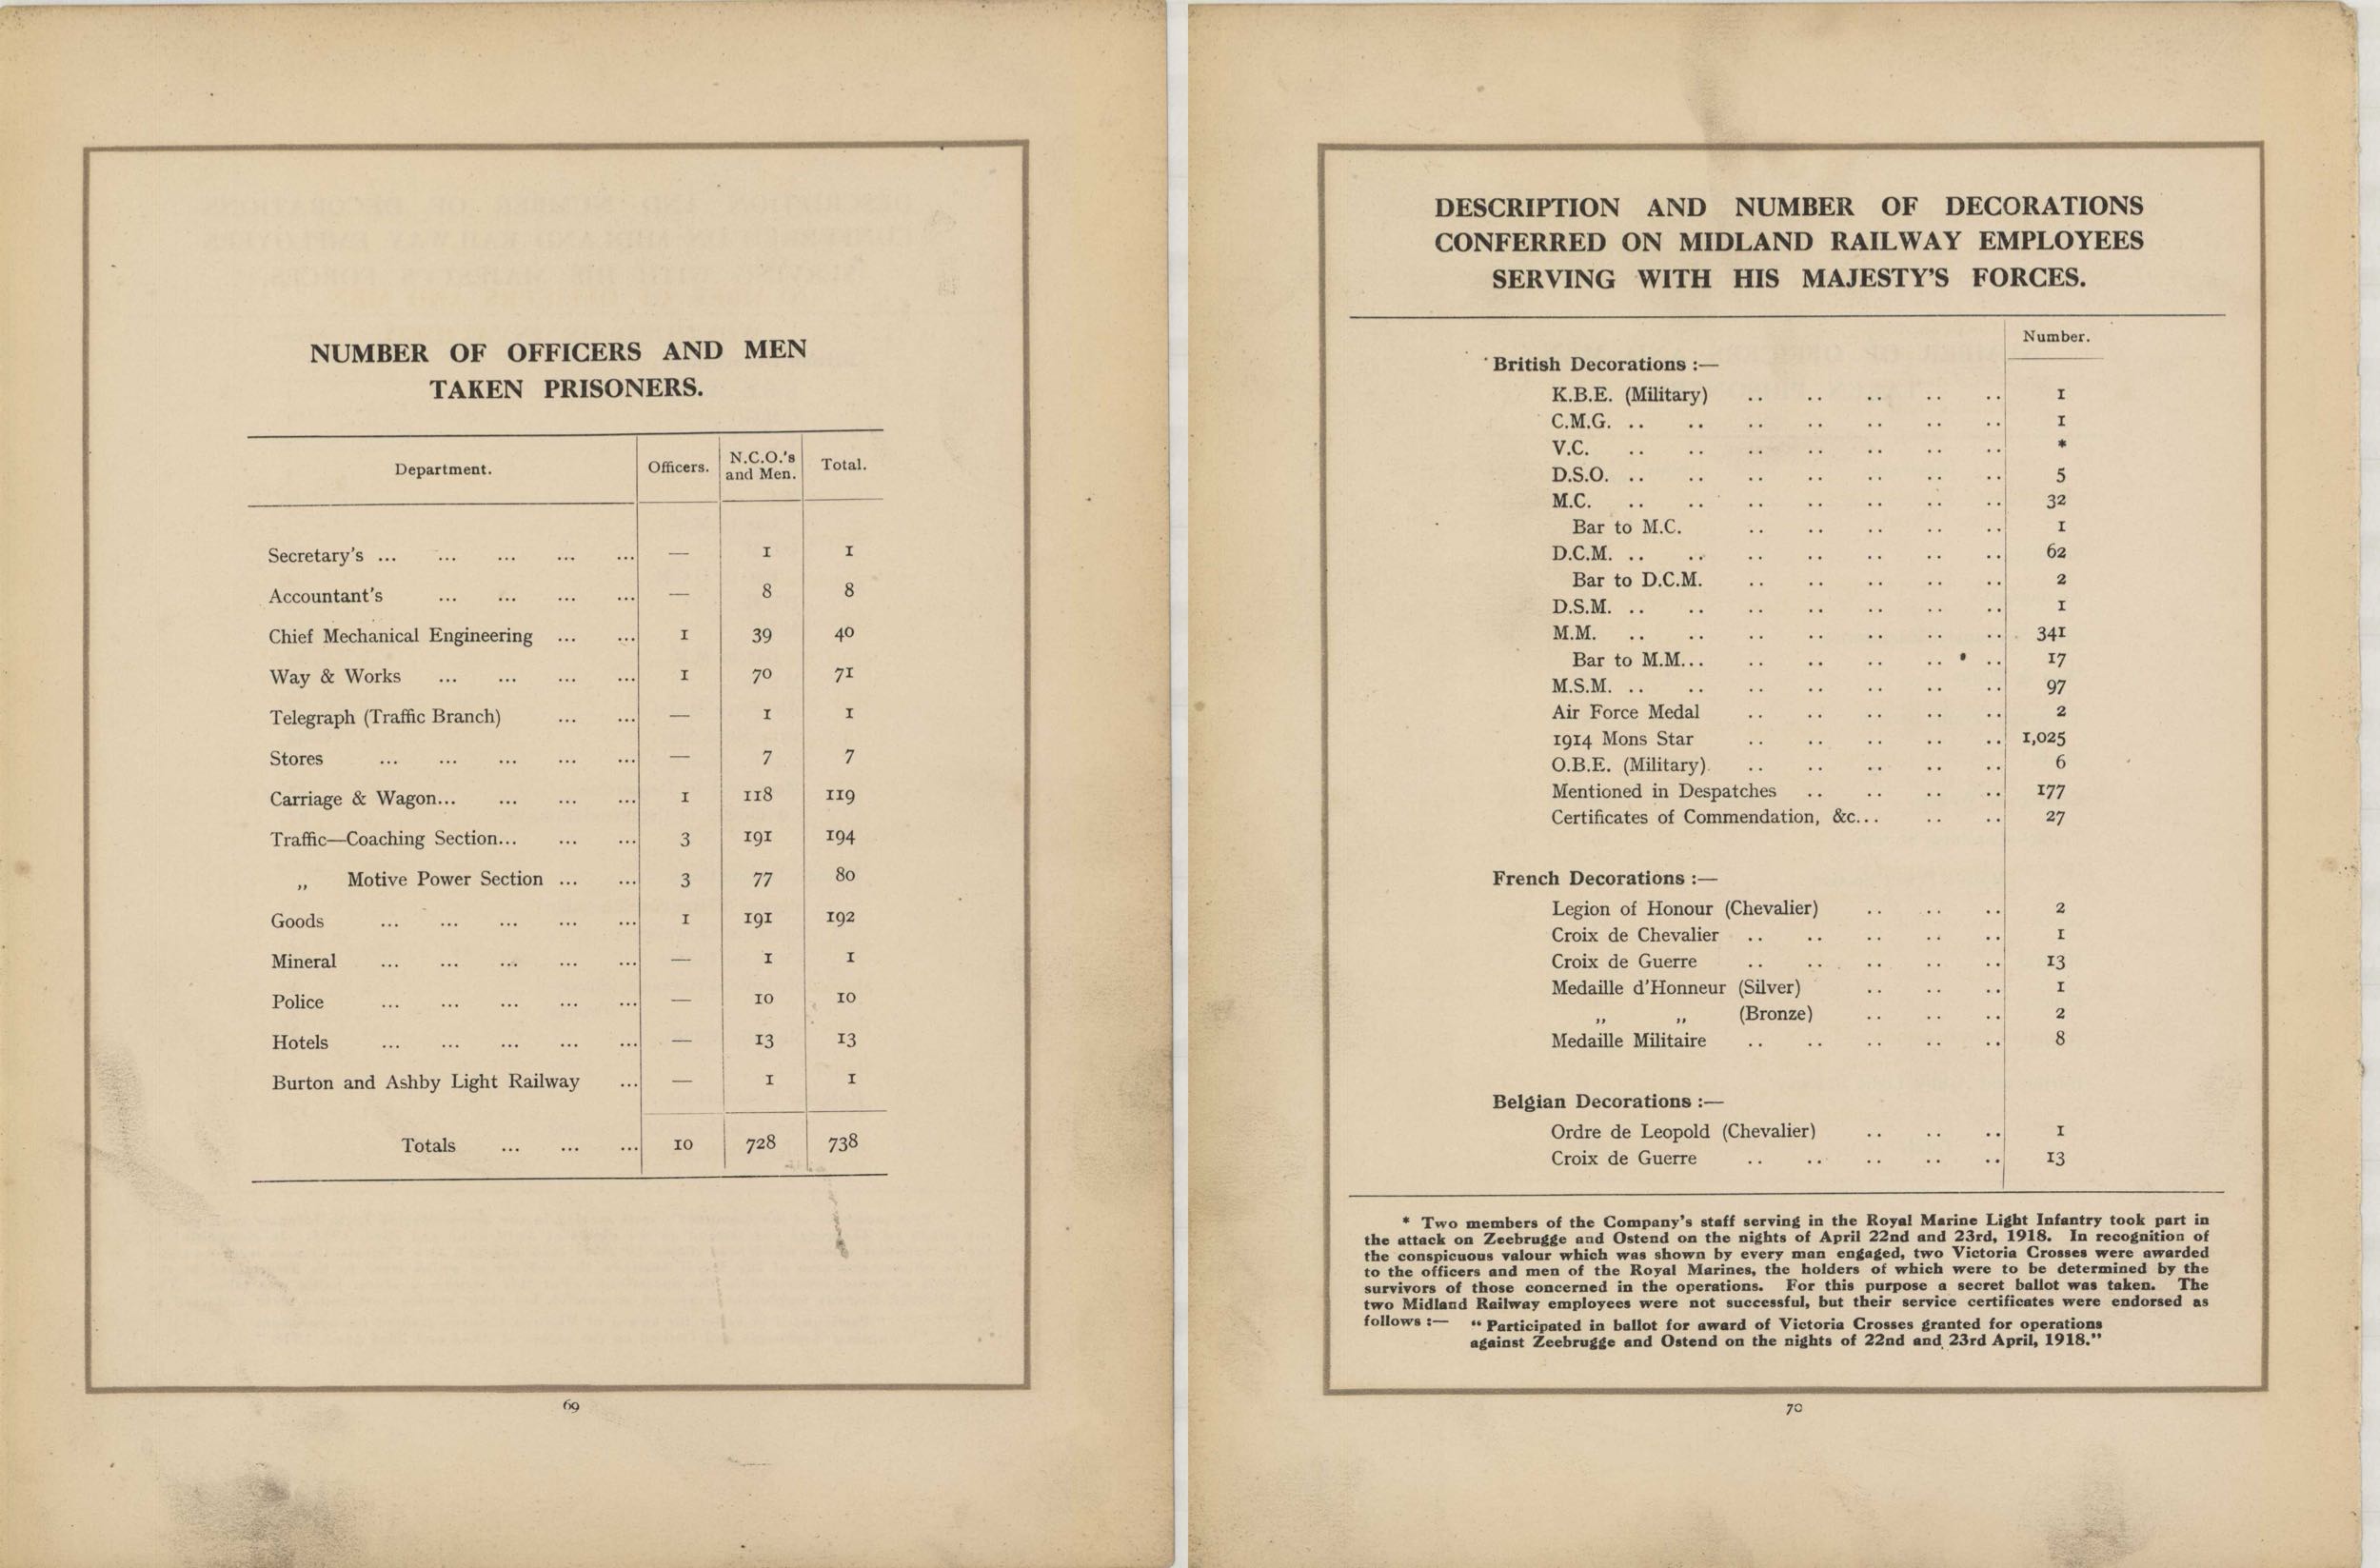 NUMBER OF OFFICERS AND MEN
TAKEN PRISONERS.
Department. Officers. N.C.O.'s and Men. Total.
Secretary's ... ... ... ... ... — 1 1
Accountant's ... ... ... ... — 8 8
Chief Mechanical Engineering ... ... 1 39 40
Way & Works ... ... ... ... 1 70 71
Telegraph (Traffic Branch) ... ... — 1 1
Stores ... ... ... ... ... — 7 7
Carriage & Wagon... ... ... ... 1 118 119
Traffic—Coaching Section... ... ... 3 191 194
„ Motive Power Section ... ... 3 77 80
Goods ... ... ... ... ... 1 191 192
Mineral ... ... ... ... ... — 1 1
Police ... ... ... ... ... — 10 10
Hotels ... ... ... ... ... — 13 13
Burton and Ashby Light Railway ... — 1 1
Totals ... ... ... 10 728 738
69
DESCRIPTION AND NUMBER OF DECORATIONS
CONFERRED ON MIDLAND RAILWAY EMPLOYEES
SERVING WITH HIS MAJESTY'S FORCES.
Number.
British Decorations :—
K.B.E. (Military) .. .. .. .. .. 1
C.M.G. .. .. .. .. .. .. .. 1
V.C. .. .. .. .. .. .. .. *
D.S.O. .. .. .. .. .. .. .. 5
M.C. .. .. .. .. .. .. .. 32
Bar to M.C. .. .. .. .. .. 1
D.C.M. .. .. .. .. .. .. .. 62
Bar to D.C.M. .. .. .. .. .. 2
D.S.M. .. .. .. .. .. .. .. 1
M.M. .. .. .. .. .. .. .. 341
Bar to M.M... .. .. .. .. .. 17
M.S.M. .. .. .. .. .. .. .. 97
Air Force Medal .. .. .. .. .. 2
1914 Mons Star .. .. .. .. .. 1,025
O.B.E. (Military) .. .. .. .. .. 6
Mentioned in Despatches .. .. .. .. 177
Certificates of Commendation, &c... .. .. 27
French Decorations :—
Legion of Honour (Chevalier) .. .. .. 2
Croix de Chevalier .. .. .. .. .. 1
Croix de Guerre .. .. .. .. .. 13
Medaille d'Honneur (Silver) .. .. .. 1
„ „ (Bronze) .. .. .. 2
Medaille Militaire .. .. .. .. .. 8
Belgian Decorations :—
Ordre de Leopold (Chevalier) .. .. .. 1
Croix de Guerre .. .. .. .. .. 13
* Two members of the Company's staff serving in the Royal Marine Light Infantry took part in
the attack on Zeebrugge and Ostend on the nights of April 22nd and 23rd, 1918. In recognition of
the conspicuous valour which was shown by every man engaged, two Victoria Crosses were awarded
to the officers and men of the Royal Marines, the holders of which were to be determined by the
survivors of those concerned in the operations. For this purpose a secret ballot was taken. The
two Midland Railway employees were not successful, but their service certificates were endorsed as
follows :— "Participated in ballot for award of Victoria Crosses granted for operations
against Zeebrugge and Ostend on the nights of 22nd and 23rd April, 1918."
70